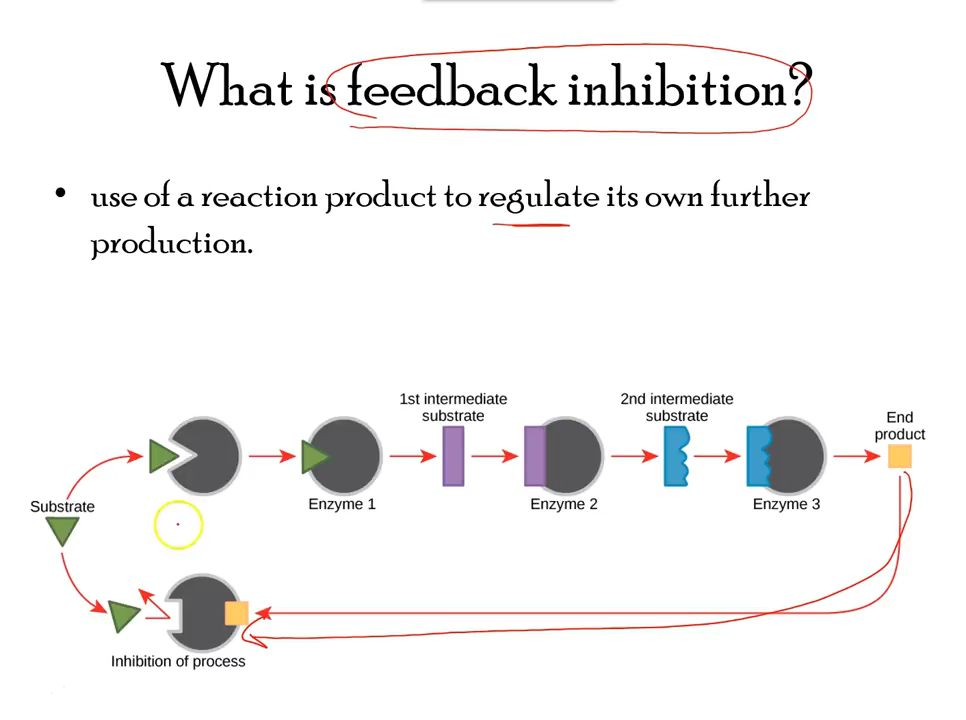 What is feedback inhibition?
• use of a reaction product to regulate its own further
production.
1st intermediate
substrate
2nd intermediate
substrate
End
product
Substrate
Enzyme 1
Enzyme 2
Enzyme 3
Inhibition of process